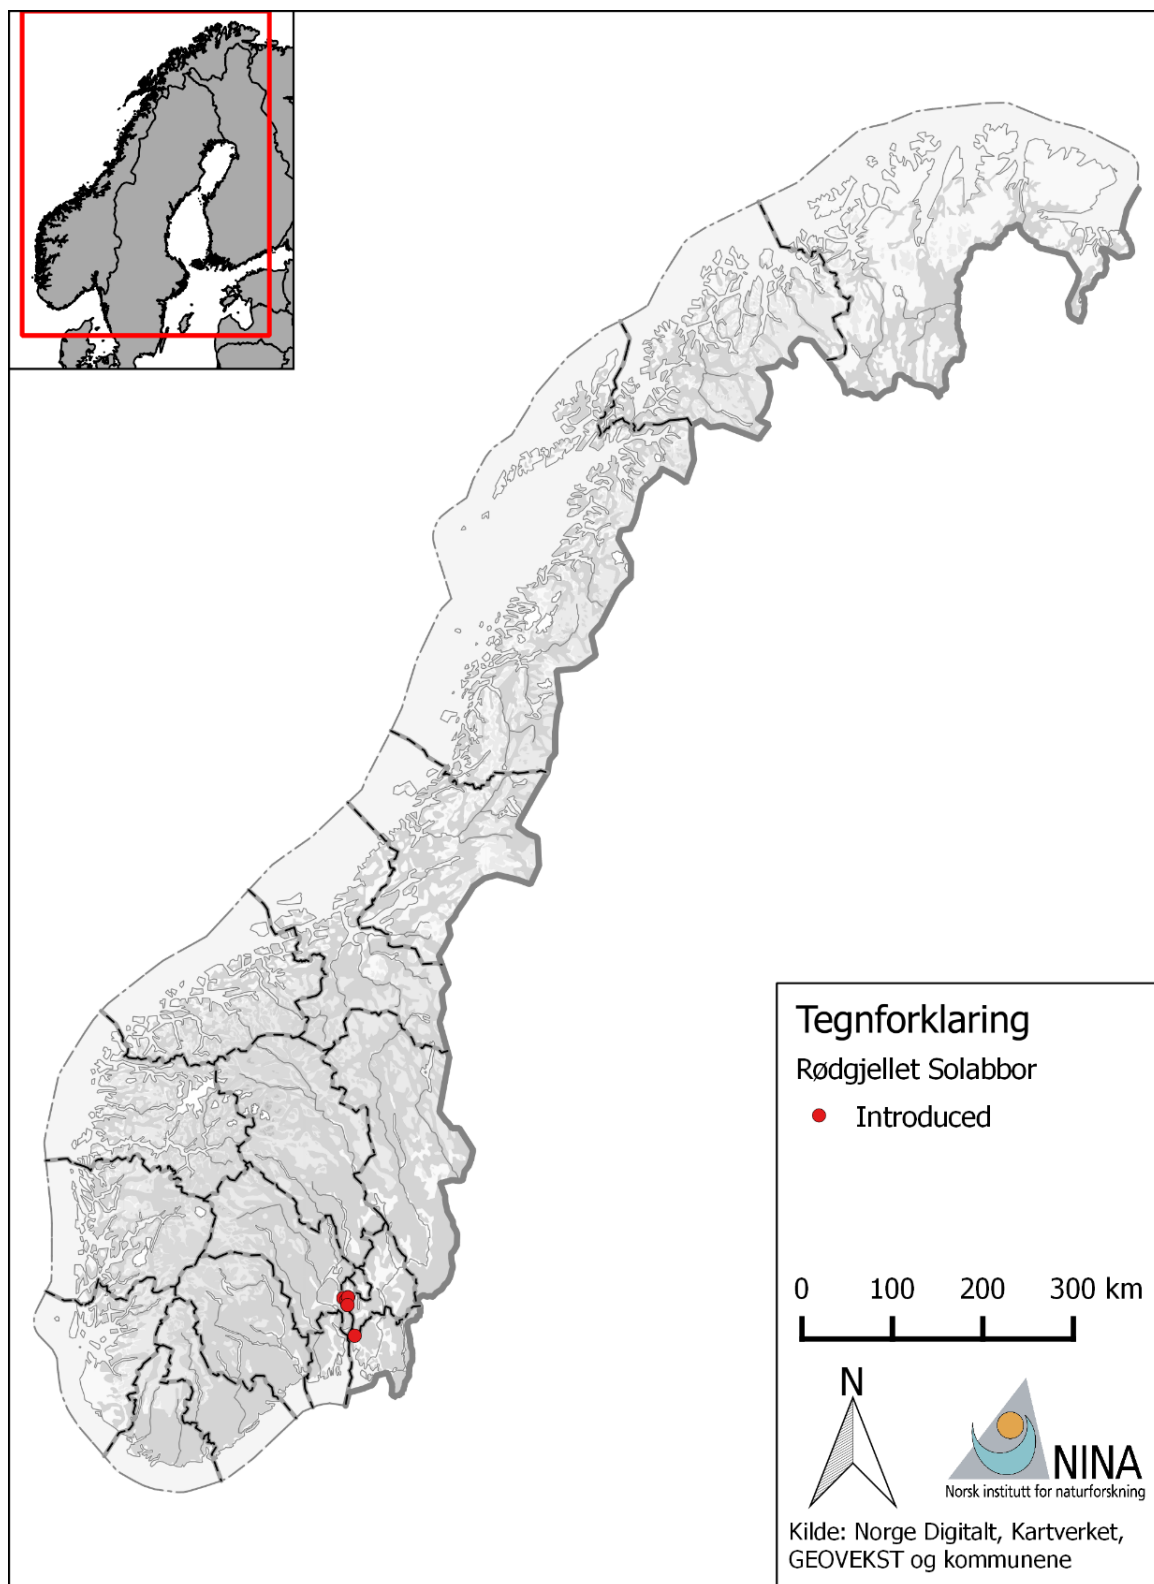 Tegnforklaring
Rødgjellet Solabbor
Introduced
0 100 200 300 km
N
NINA
Norsk institutt for naturforskning
Kilde: Norge Digitalt, Kartverket,
GEOVEKST og kommunene